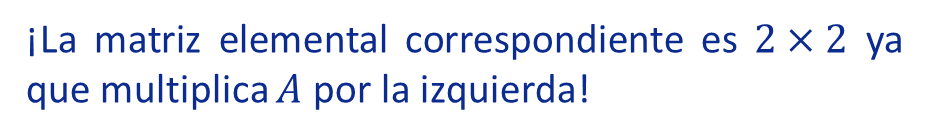 ¡La matriz elemental correspondiente es 2 × 2 ya
que multiplica A por la izquierda!